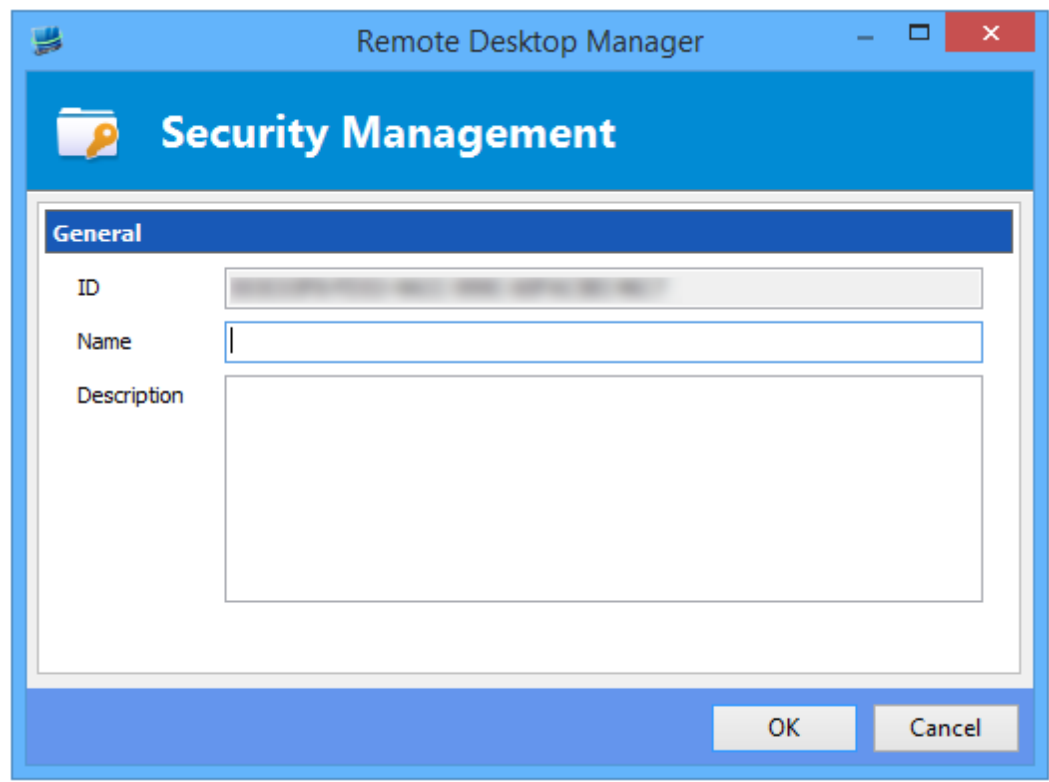 Remote Desktop Manager
Security Management
General
ID
Name
Description
OK
Cancel